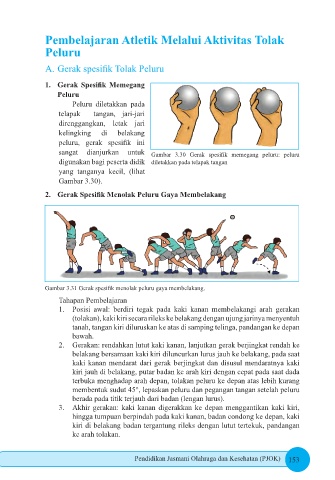 Pembelajaran Atletik Melalui Aktivitas Tolak
Peluru
A. Gerak spesifik Tolak Peluru
1. Gerak Spesifik Memegang
Peluru
Peluru diletakkan pada
telapak tangan, jari-jari
direnggangkan, letak jari
kelingking di belakang
peluru, gerak spesifik ini
sangat dianjurkan untuk
digunakan bagi peserta didik
yang tanganya kecil, (lihat
Gambar 3.30).
Gambar 3.30 Gerak spesifik memegang peluru: peluru
diletakkan pada telapak tangan
2. Gerak Spesifik Menolak Peluru Gaya Membelakang
Gambar 3.31 Gerak spesifik menolak peluru gaya membelakang.
Tahapan Pembelajaran
1. Posisi awal: berdiri tegak pada kaki kanan membelakangi arah gerakan
(tolakan), kaki kiri secara rileks ke belakang dengan ujung jarinya menyentuh
tanah, tangan kiri diluruskan ke atas di samping telinga, pandangan ke depan
bawah.
2. Gerakan: rendahkan lutut kaki kanan, lanjutkan gerak berjingkat rendah ke
belakang bersamaan kaki kiri diluncurkan lurus jauh ke belakang, pada saat
kaki kanan mendarat dari gerak berjingkat dan disusul mendaratnya kaki
kiri jauh di belakang, putar badan ke arah kiri dengan cepat pada saat dada
terbuka menghadap arah depan, tolakan peluru ke depan atas lebih kurang
membentuk sudut 45°, lepaskan peluru dan pegangan tangan setelah peluru
berada pada titik terjauh dari badan (lengan lurus).
3. Akhir gerakan: kaki kanan digerakkan ke depan menggantikan kaki kiri,
hingga tumpuan berpindah pada kaki kanan, badan condong ke depan, kaki
kiri di belakang badan tergantung rileks dengan lutut tertekuk, pandangan
ke arah tolakan.
Pendidikan Jasmani Olahraga dan Kesehatan (PJOK) 153